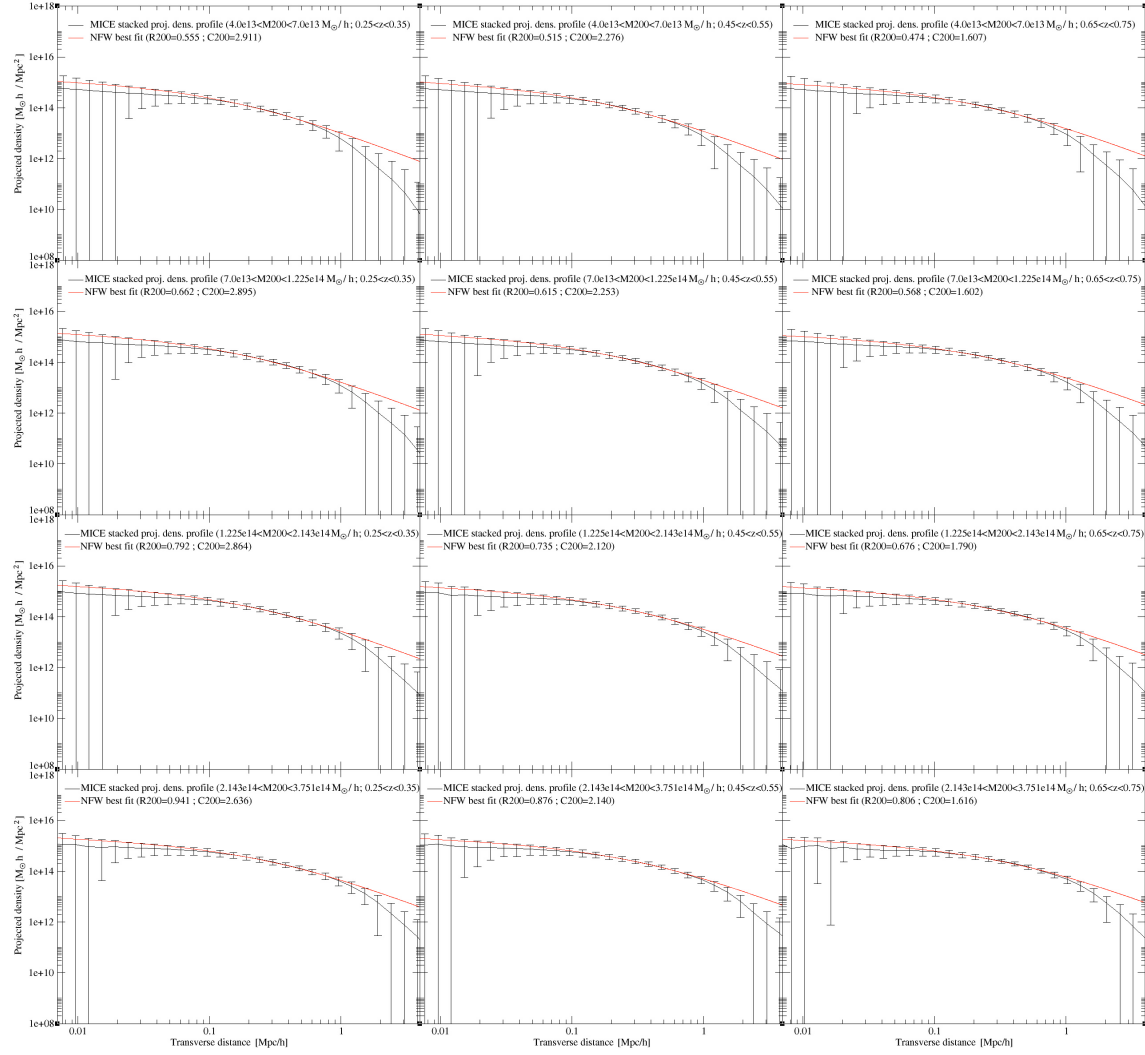 1e+18
MICE stacked proj. dens. profile (4.0e13<M200<7.0e13 M☉/ h; 0.25<z<0.35)
NFW best fit (R200=0.555 ; C200=2.911)
MICE stacked proj. dens. profile (4.0e13<M200<7.0e13 M☉/ h; 0.45<z<0.55)
NFW best fit (R200=0.515 ; C200=2.276)
MICE stacked proj. dens. profile (4.0e13<M200<7.0e13 M☉/ h; 0.65<z<0.75)
NFW best fit (R200=0.474 ; C200=1.607)
1e+16
1e+14
1e+12
1e+10
1e+08
Projected density [M☉ h / Mpc²]
1e+18
MICE stacked proj. dens. profile (7.0e13<M200<1.225e14 M☉/ h; 0.25<z<0.35)
NFW best fit (R200=0.662 ; C200=2.895)
MICE stacked proj. dens. profile (7.0e13<M200<1.225e14 M☉/ h; 0.45<z<0.55)
NFW best fit (R200=0.615 ; C200=2.253)
MICE stacked proj. dens. profile (7.0e13<M200<1.225e14 M☉/ h; 0.65<z<0.75)
NFW best fit (R200=0.568 ; C200=1.602)
1e+16
1e+14
1e+12
1e+10
1e+08
Projected density [M☉ h / Mpc²]
1e+18
MICE stacked proj. dens. profile (1.225e14<M200<2.143e14 M☉/ h; 0.25<z<0.35)
NFW best fit (R200=0.792 ; C200=2.864)
MICE stacked proj. dens. profile (1.225e14<M200<2.143e14 M☉/ h; 0.45<z<0.55)
NFW best fit (R200=0.735 ; C200=2.120)
MICE stacked proj. dens. profile (1.225e14<M200<2.143e14 M☉/ h; 0.65<z<0.75)
NFW best fit (R200=0.676 ; C200=1.790)
1e+16
1e+14
1e+12
1e+10
1e+08
Projected density [M☉ h / Mpc²]
1e+18
MICE stacked proj. dens. profile (2.143e14<M200<3.751e14 M☉/ h; 0.25<z<0.35)
NFW best fit (R200=0.941 ; C200=2.636)
MICE stacked proj. dens. profile (2.143e14<M200<3.751e14 M☉/ h; 0.45<z<0.55)
NFW best fit (R200=0.876 ; C200=2.140)
MICE stacked proj. dens. profile (2.143e14<M200<3.751e14 M☉/ h; 0.65<z<0.75)
NFW best fit (R200=0.806 ; C200=1.616)
1e+16
1e+14
1e+12
1e+10
1e+08
Projected density [M☉ h / Mpc²]
0.01 0.1 1
Transverse distance [Mpc/h]
0.01 0.1 1
Transverse distance [Mpc/h]
0.01 0.1 1
Transverse distance [Mpc/h]